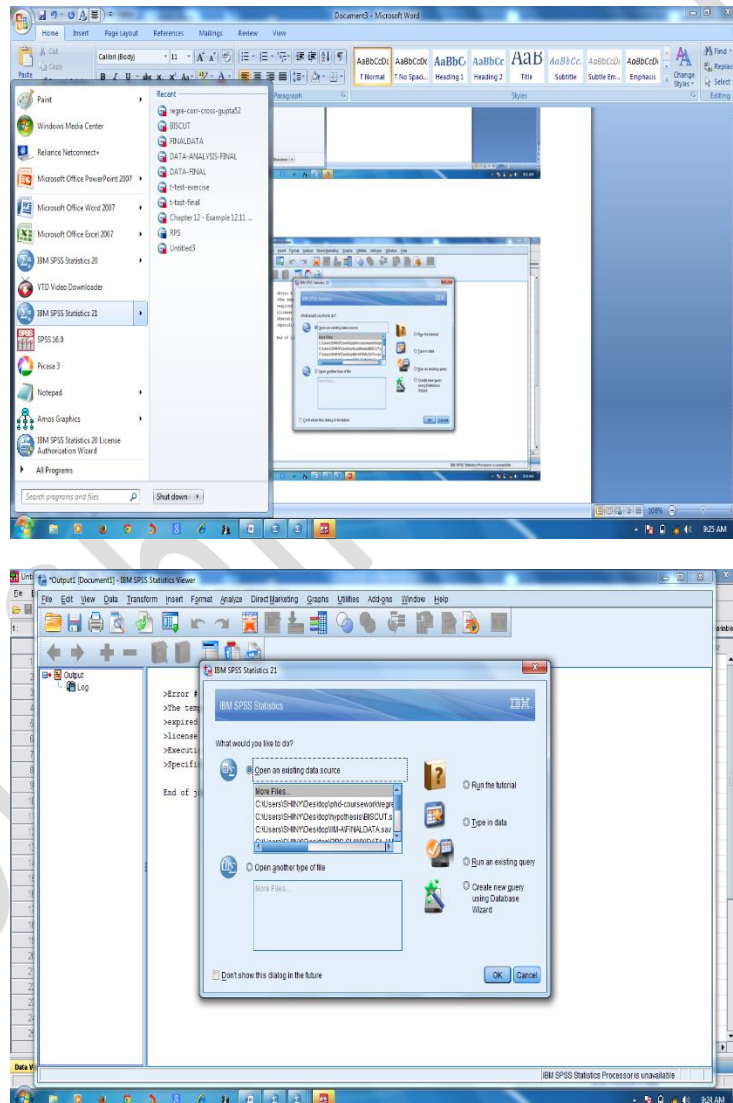 Document3 - Microsoft Word
Home Insert Page Layout References Mailings Review View
Cut
Copy
Paste
Calibri (Body) 11
Find
Replac
Select
Editing
AaBbCcDc AaBbCcDc AaBbC AaBbCc AaB AaBbCc. AaBbCcDi AaBbCcDi
¶ Normal ¶ No Spaci... Heading 1 Heading 2 Title Subtitle Subtle Em... Emphasis
Change
Styles
Paragraph
Styles
Paint
Windows Media Center
Reliance Netconnect+
Microsoft Office PowerPoint 2007
Microsoft Office Word 2007
Microsoft Office Excel 2007
IBM SPSS Statistics 20
VTD Video Downloader
IBM SPSS Statistics 21
SPSS 16.0
Picasa 3
Notepad
Amos Graphics
IBM SPSS Statistics 20 License
Authorization Wizard
All Programs
Search programs and files
Shut down
Recent
regre-corr-cross-gupta52
BISCUT
FINALDATA
DATA-ANALYSIS-FINAL
DATA-FINAL
t-test-exercise
t-test-final
Chapter 12 - Example 12.11 ...
RPS
Untitled3
100%
9:25 AM
*Output1 [Document1] - IBM SPSS Statistics Viewer
File Edit View Data Transform Insert Format Analyze Direct Marketing Graphs Utilities Add-ons Window Help
Output
Log
>Error #
>The temp
>expired
>license
>Executi
>Specifi
End of jo
IBM SPSS Statistics 21
IBM SPSS Statistics
IBM.
What would you like to do?
Open an existing data source
More Files...
C:\Users\SHINY\Desktop\phd-coursework\regre
C:\Users\SHINY\Desktop\hypothesis\BISCUT.s
C:\Users\SHINY\Desktop\IIM-A\FINALDATA.sav
Open another type of file
More Files...
Run the tutorial
Type in data
Run an existing query
Create new query
using Database
Wizard
Don't show this dialog in the future
OK Cancel
IBM SPSS Statistics Processor is unavailable
Data V
9:24 AM